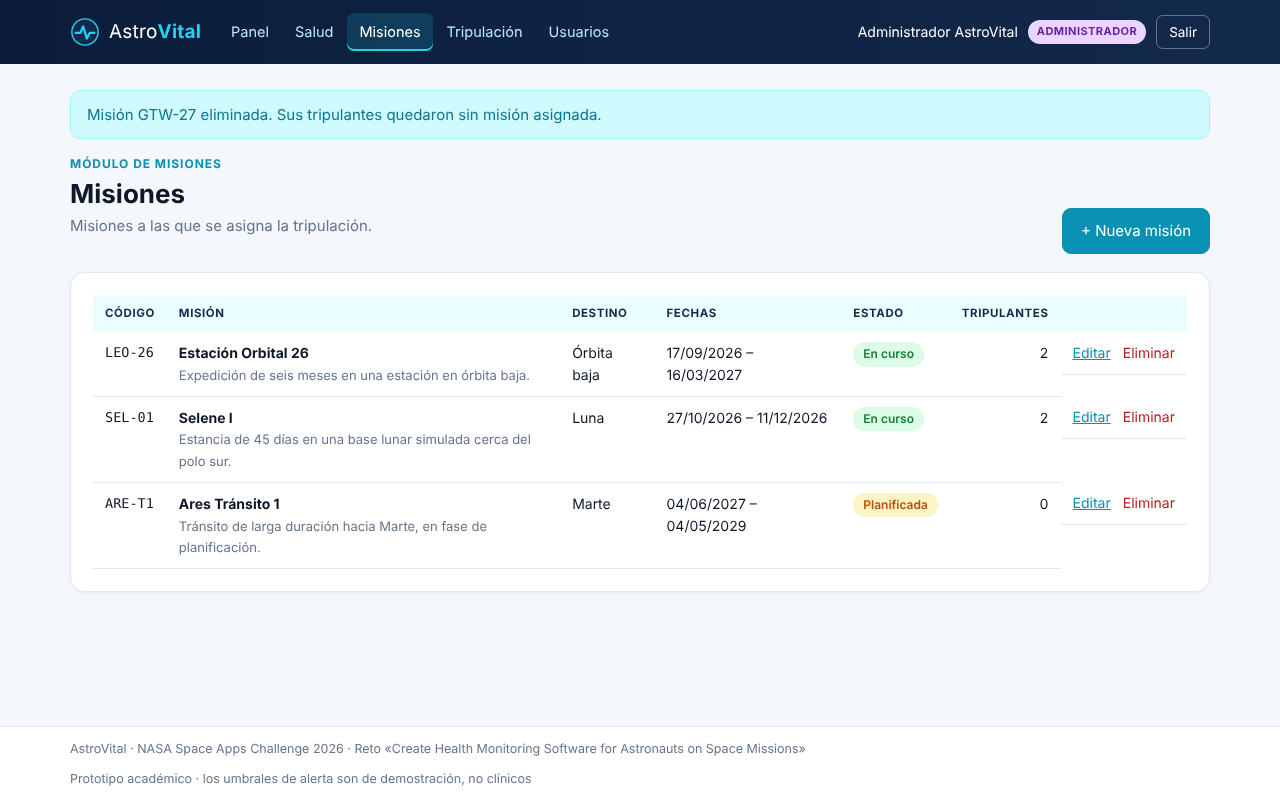 AstroVital Panel Salud Misiones Tripulación Usuarios Administrador AstroVital ADMINISTRADOR Salir
Misión GTW-27 eliminada. Sus tripulantes quedaron sin misión asignada.
MÓDULO DE MISIONES
Misiones
Misiones a las que se asigna la tripulación.
+ Nueva misión
CÓDIGO MISIÓN DESTINO FECHAS ESTADO TRIPULANTES
LEO-26 Estación Orbital 26 Órbita 17/09/2026 – En curso 2 Editar Eliminar
Expedición de seis meses en una estación en órbita baja. baja 16/03/2027
SEL-01 Selene I Luna 27/10/2026 – 11/12/2026 En curso 2 Editar Eliminar
Estancia de 45 días en una base lunar simulada cerca del
polo sur.
ARE-T1 Ares Tránsito 1 Marte 04/06/2027 – Planificada 0 Editar Eliminar
Tránsito de larga duración hacia Marte, en fase de 04/05/2029
planificación.
AstroVital · NASA Space Apps Challenge 2026 · Reto «Create Health Monitoring Software for Astronauts on Space Missions»
Prototipo académico · los umbrales de alerta son de demostración, no clínicos